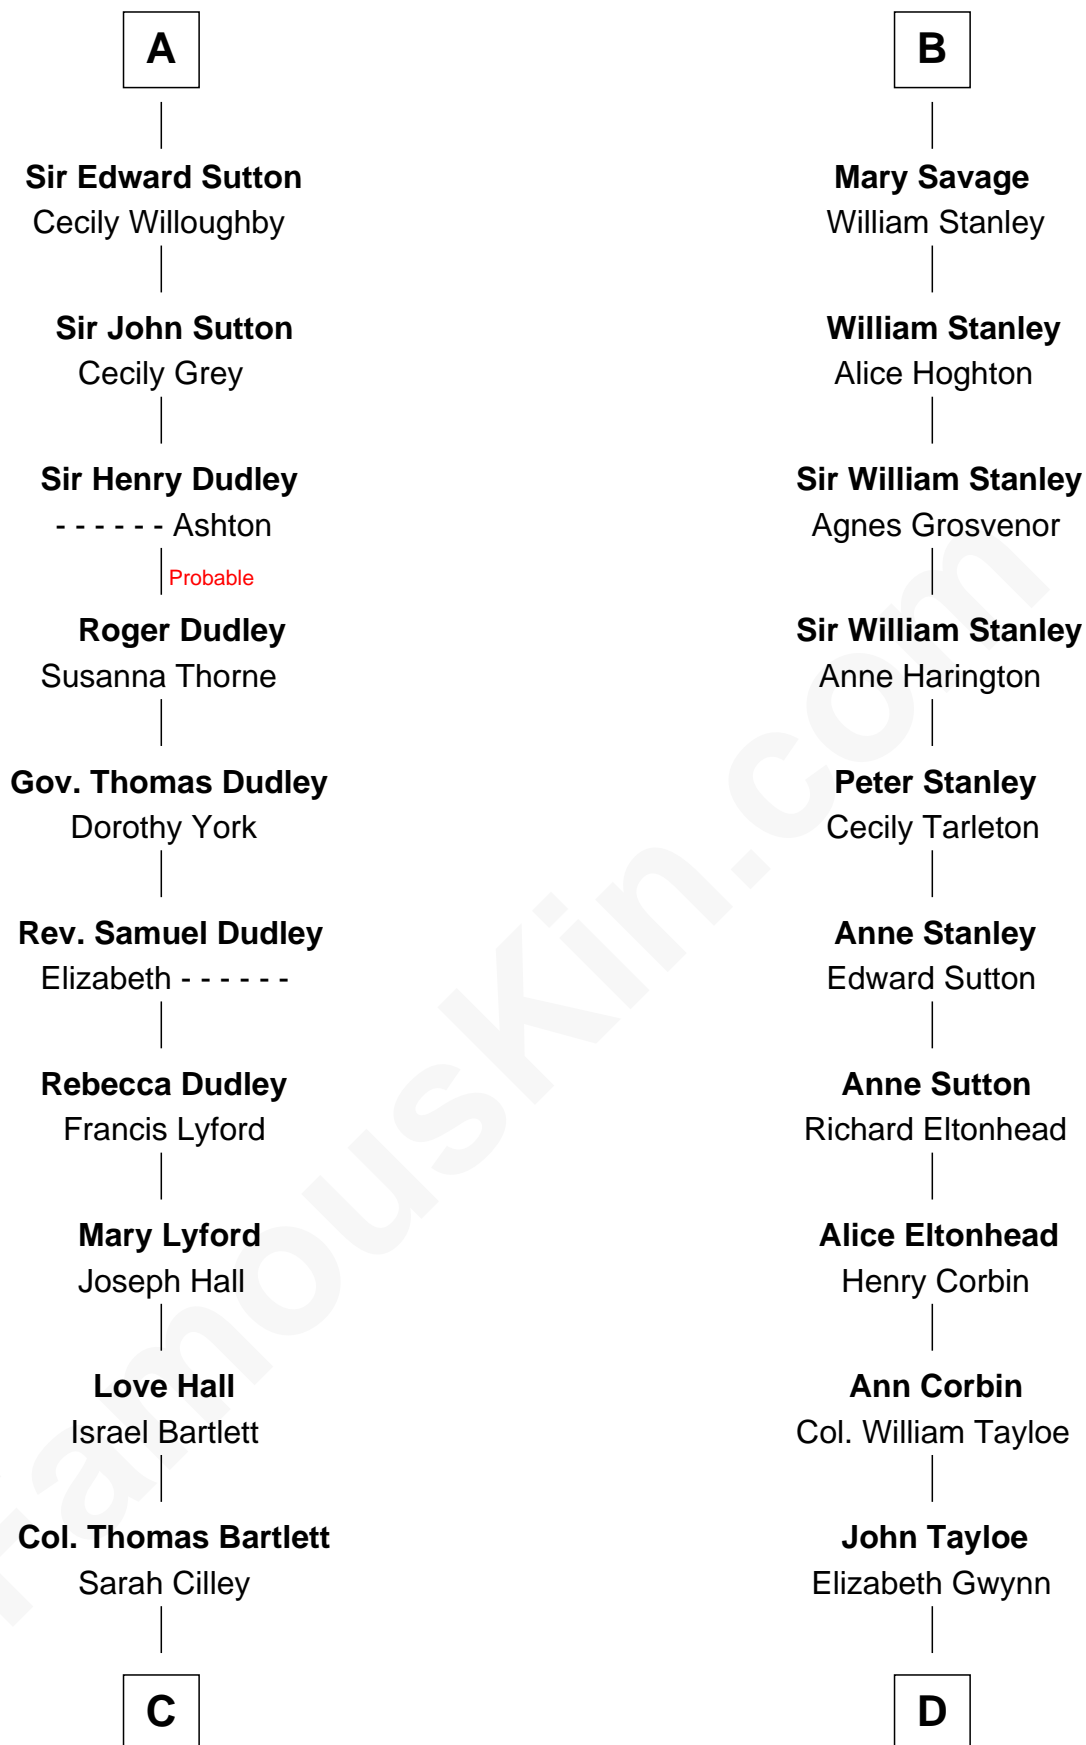 A
Sir Edward Sutton
Cecily Willoughby
Sir John Sutton
Cecily Grey
Sir Henry Dudley
- - - - - - Ashton
Probable
Roger Dudley
Susanna Thorne
Gov. Thomas Dudley
Dorothy York
Rev. Samuel Dudley
Elizabeth - - - - - -
Rebecca Dudley
Francis Lyford
Mary Lyford
Joseph Hall
Love Hall
Israel Bartlett
Col. Thomas Bartlett
Sarah Cilley
C
B
Mary Savage
William Stanley
William Stanley
Alice Hoghton
Sir William Stanley
Agnes Grosvenor
Sir William Stanley
Anne Harington
Peter Stanley
Cecily Tarleton
Anne Stanley
Edward Sutton
Anne Sutton
Richard Eltonhead
Alice Eltonhead
Henry Corbin
Ann Corbin
Col. William Tayloe
John Tayloe
Elizabeth Gwynn
D
FamousKin.com